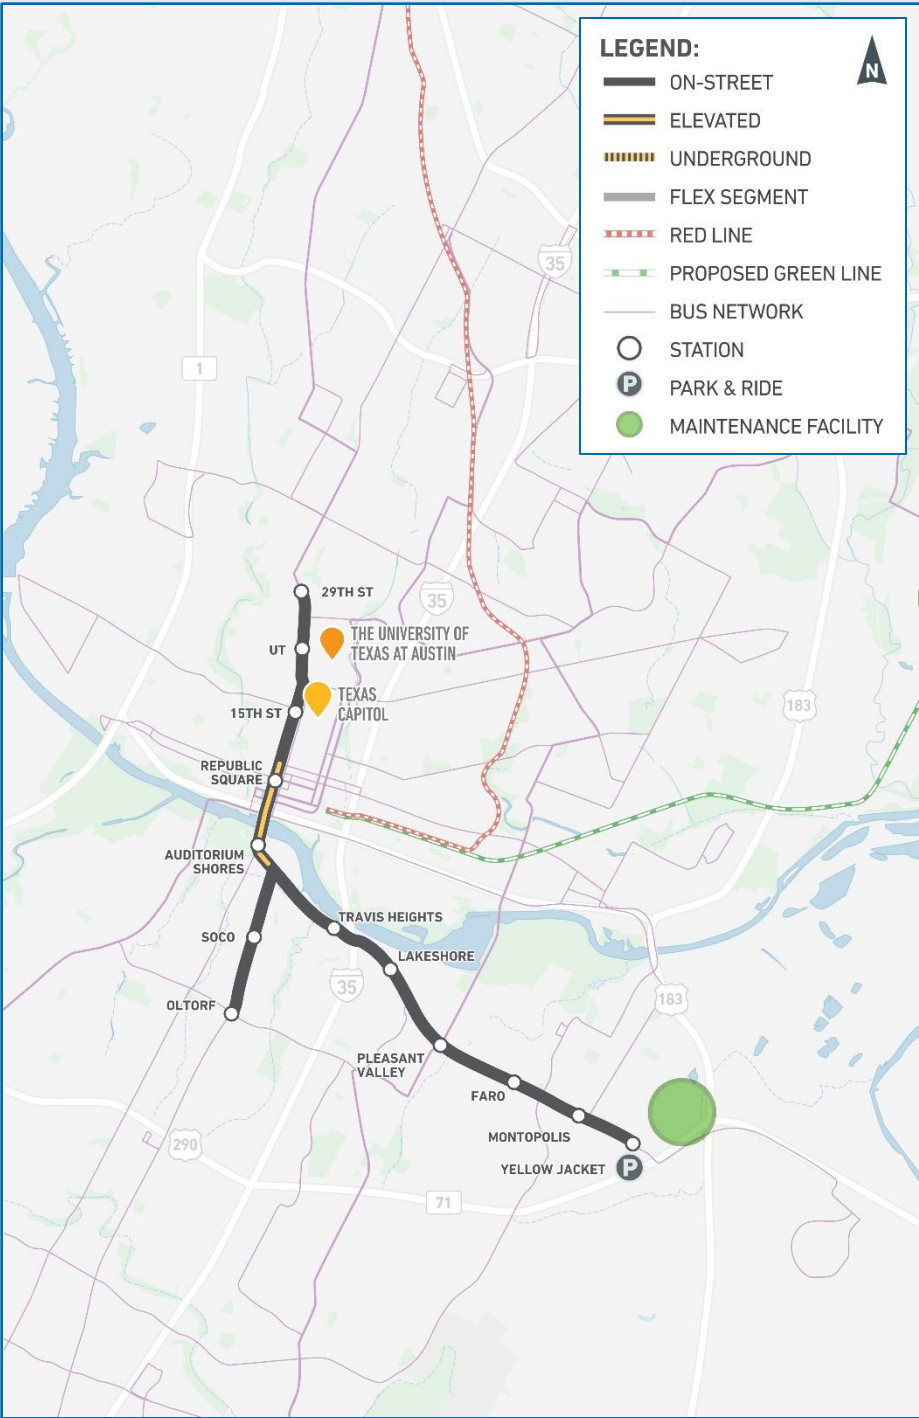 LEGEND:
N
ON-STREET
ELEVATED
UNDERGROUND
FLEX SEGMENT
RED LINE
PROPOSED GREEN LINE
BUS NETWORK
STATION
P
PARK & RIDE
MAINTENANCE FACILITY
35
1
29TH ST
35
UT
THE UNIVERSITY OF
TEXAS AT AUSTIN
TEXAS
CAPITOL
15TH ST
183
REPUBLIC
SQUARE
AUDITORIUM
SHORES
TRAVIS HEIGHTS
SOCO
LAKESHORE
35
183
OLTORF
PLEASANT
VALLEY
FARO
MONTOPOLIS
290
YELLOW JACKET
P
71